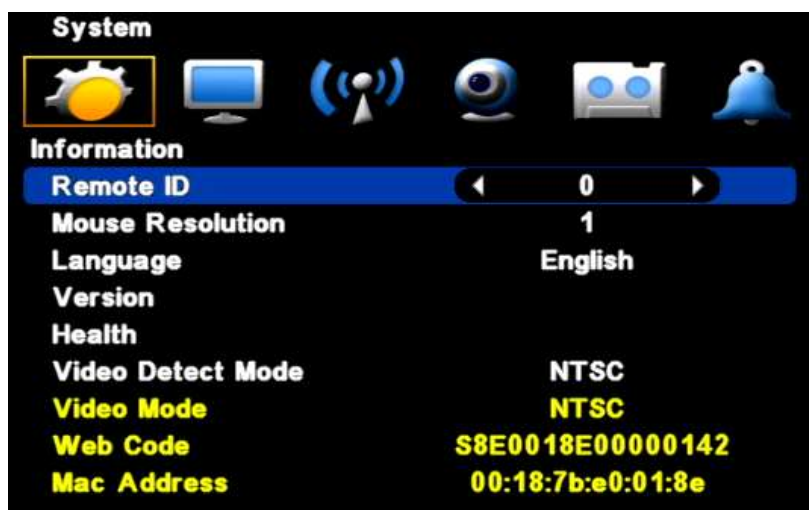 System
Information
Remote ID 0
Mouse Resolution 1
Language English
Version
Health
Video Detect Mode NTSC
Video Mode NTSC
Web Code S8E0018E00000142
Mac Address 00:18:7b:e0:01:8e